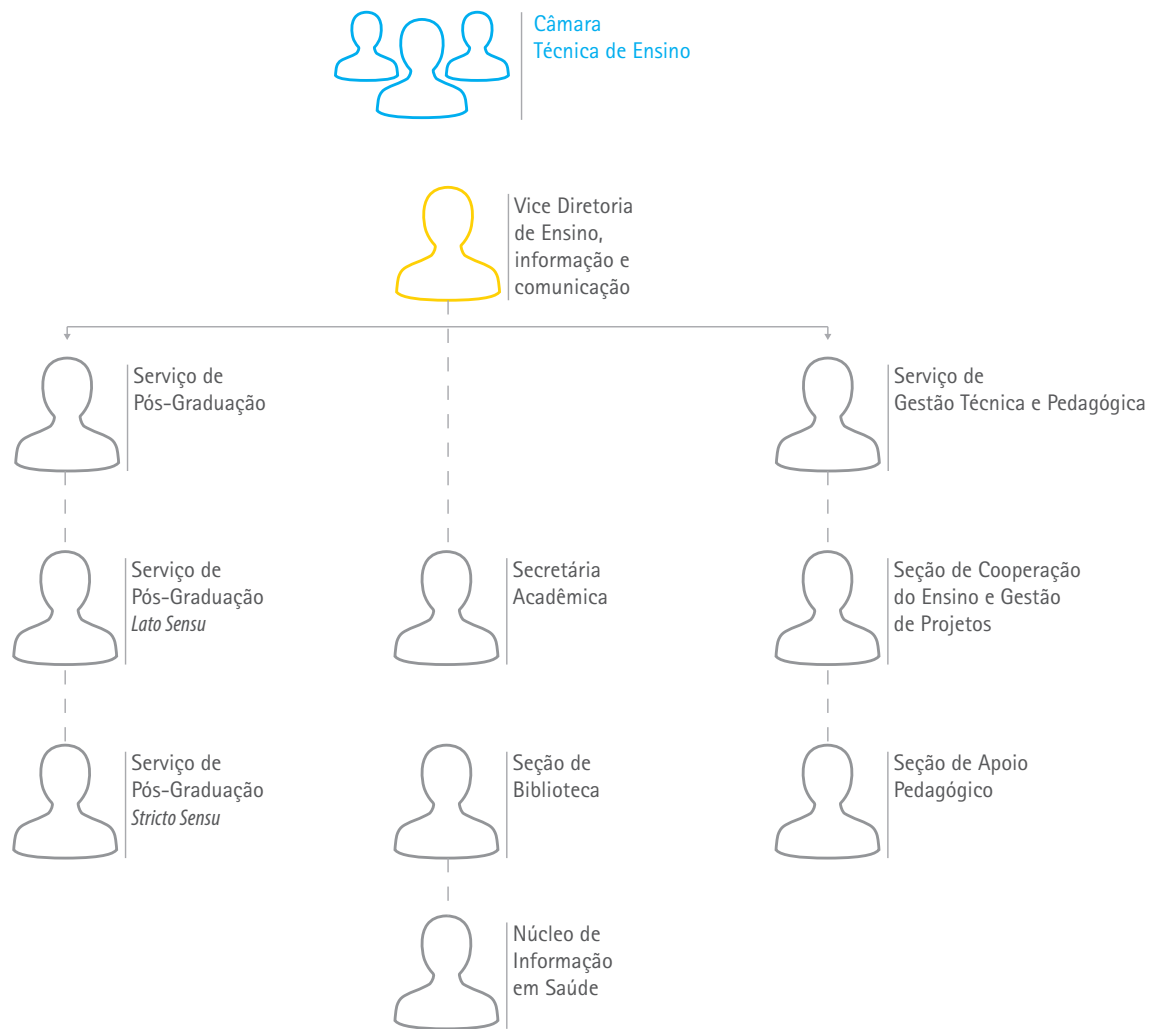 Câmara
Técnica de Ensino
Vice Diretoria
de Ensino,
informação e
comunicação
Serviço de
Pós-Graduação
Serviço de
Gestão Técnica e Pedagógica
Serviço de
Pós-Graduação
Lato Sensu
Secretária
Acadêmica
Seção de Cooperação
do Ensino e Gestão
de Projetos
Serviço de
Pós-Graduação
Stricto Sensu
Seção de
Biblioteca
Seção de Apoio
Pedagógico
Núcleo de
Informação
em Saúde